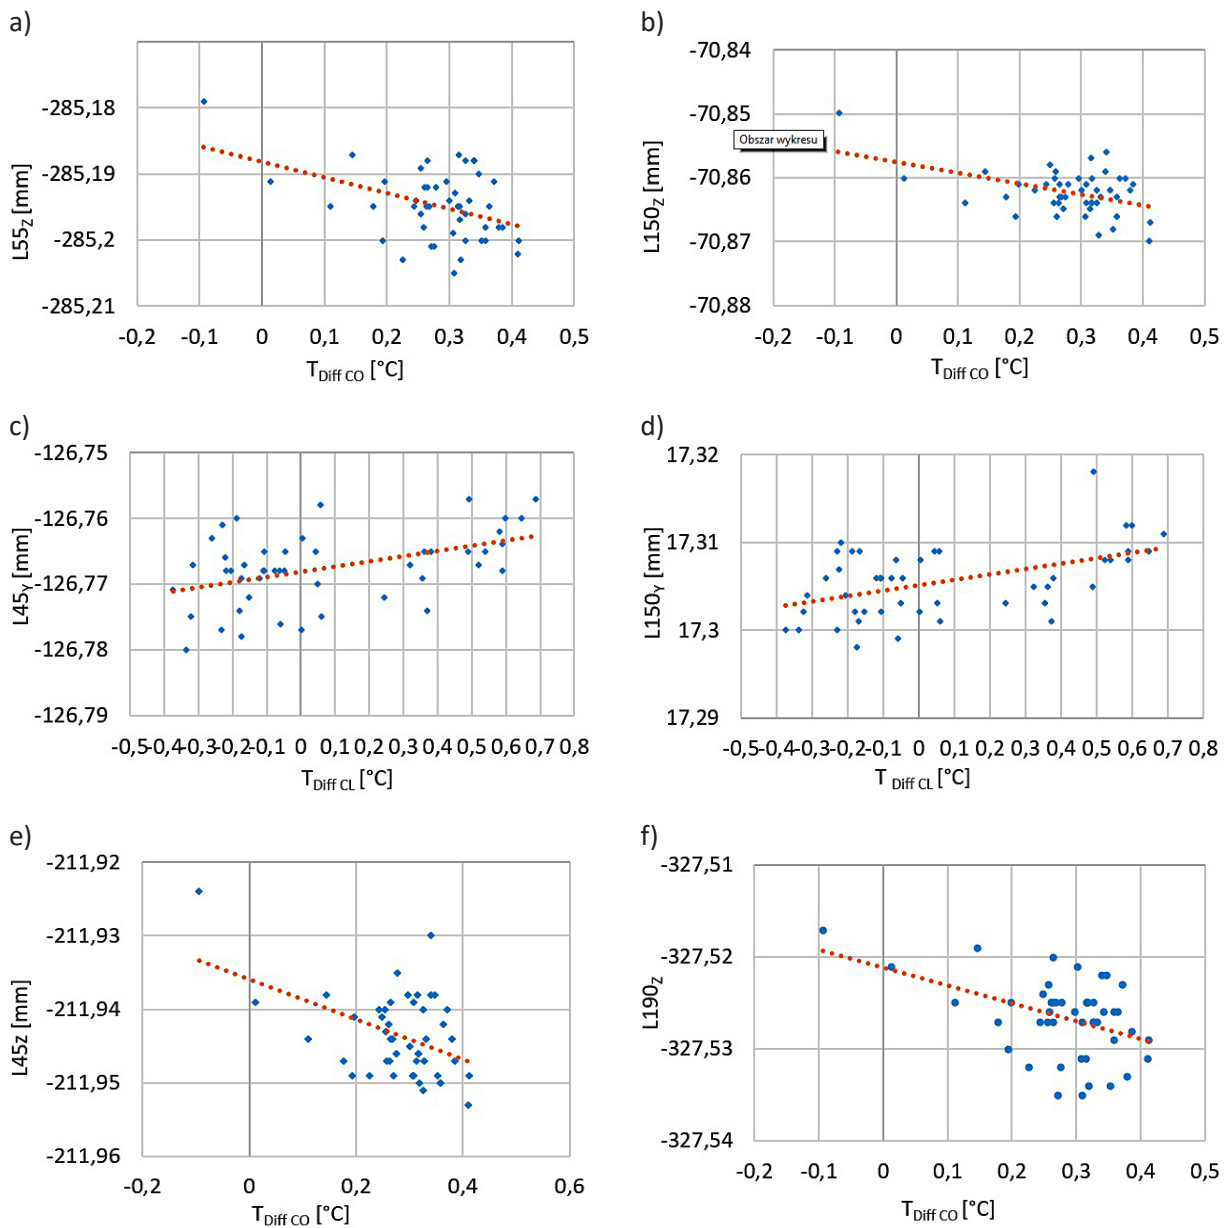 a)
-285,18
-285,19
-285,2
-285,21
L55Z [mm]
-0,2 -0,1 0 0,1 0,2 0,3 0,4 0,5
TDiff CO [°C]
b)
-70,84
-70,85
-70,86
-70,87
-70,88
L150Z [mm]
Obszar wykresu
-0,2 -0,1 0 0,1 0,2 0,3 0,4 0,5
TDiff CO [°C]
c)
-126,75
-126,76
-126,77
-126,78
-126,79
L45Y [mm]
-0,5-0,4-0,3-0,2-0,1 0 0,1 0,2 0,3 0,4 0,5 0,6 0,7 0,8
TDiff CL [°C]
d)
17,32
17,31
17,3
17,29
L150Y [mm]
-0,5-0,4-0,3-0,2-0,1 0 0,1 0,2 0,3 0,4 0,5 0,6 0,7 0,8
T Diff CL [°C]
e)
-211,92
-211,93
-211,94
-211,95
-211,96
L45z [mm]
-0,2 0 0,2 0,4 0,6
TDiff CO [°C]
f)
-327,51
-327,52
-327,53
-327,54
L190Z
-0,2 -0,1 0 0,1 0,2 0,3 0,4 0,5
TDiff CO [°C]